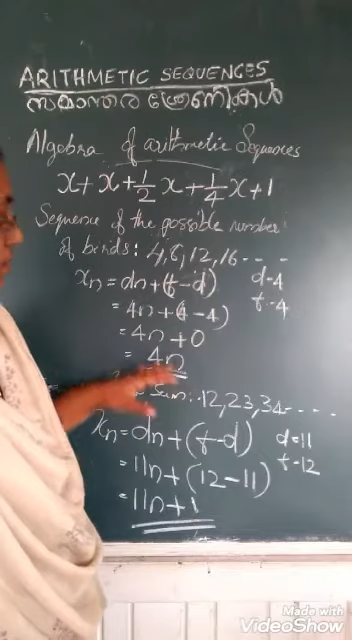 ARITHMETIC SEQUENCES
സമാന്തര ശ്രേണികൾ
Algebra of arithmetic Sequences
x + x + 1/2 x + 1/4 x + 1
Sequence of the possible number
of birds : 4, 8, 12, 16 - - - -
xn = dn + (f - d) d - 4
= 4n + (4 - 4) f - 4
= 4n + 0
= 4n
Sum : 12, 23, 34 - - - - -
xn = dn + (f - d) d = 11
= 11n + (12 - 11) f - 12
= 11n + 1
Made with
VideoShow